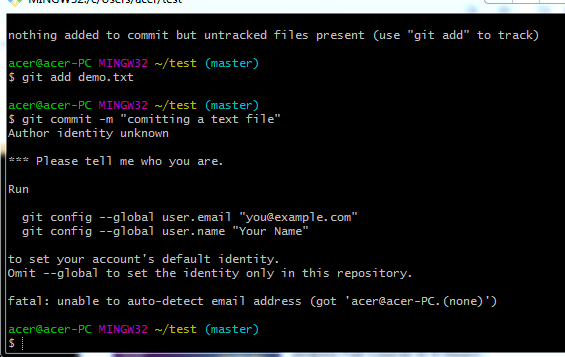 MINGW32:/c/Users/acer/test
nothing added to commit but untracked files present (use "git add" to track)
acer@acer-PC MINGW32 ~/test (master)
$ git add demo.txt
acer@acer-PC MINGW32 ~/test (master)
$ git commit -m "comitting a text file"
Author identity unknown
*** Please tell me who you are.
Run
git config --global user.email "you@example.com"
git config --global user.name "Your Name"
to set your account's default identity.
Omit --global to set the identity only in this repository.
fatal: unable to auto-detect email address (got 'acer@acer-PC.(none)')
acer@acer-PC MINGW32 ~/test (master)
$